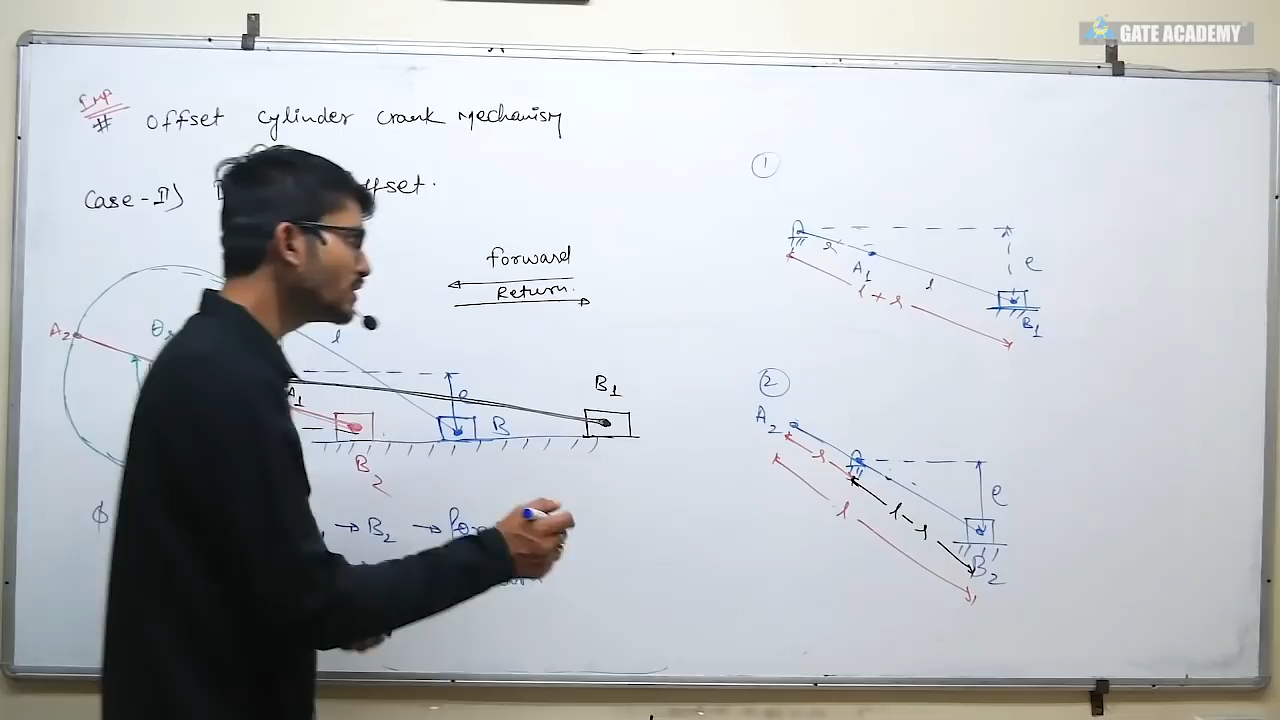 GATE ACADEMY
Imp
# Offset cylinder crank Mechanism
Case-II)
ffset.
forward
Return.
A2
l
A1
e
B
B1
B2
→ B2 →
1
r
A1
l
l + r
e
B1
2
A2
r
l
l - r
e
B2